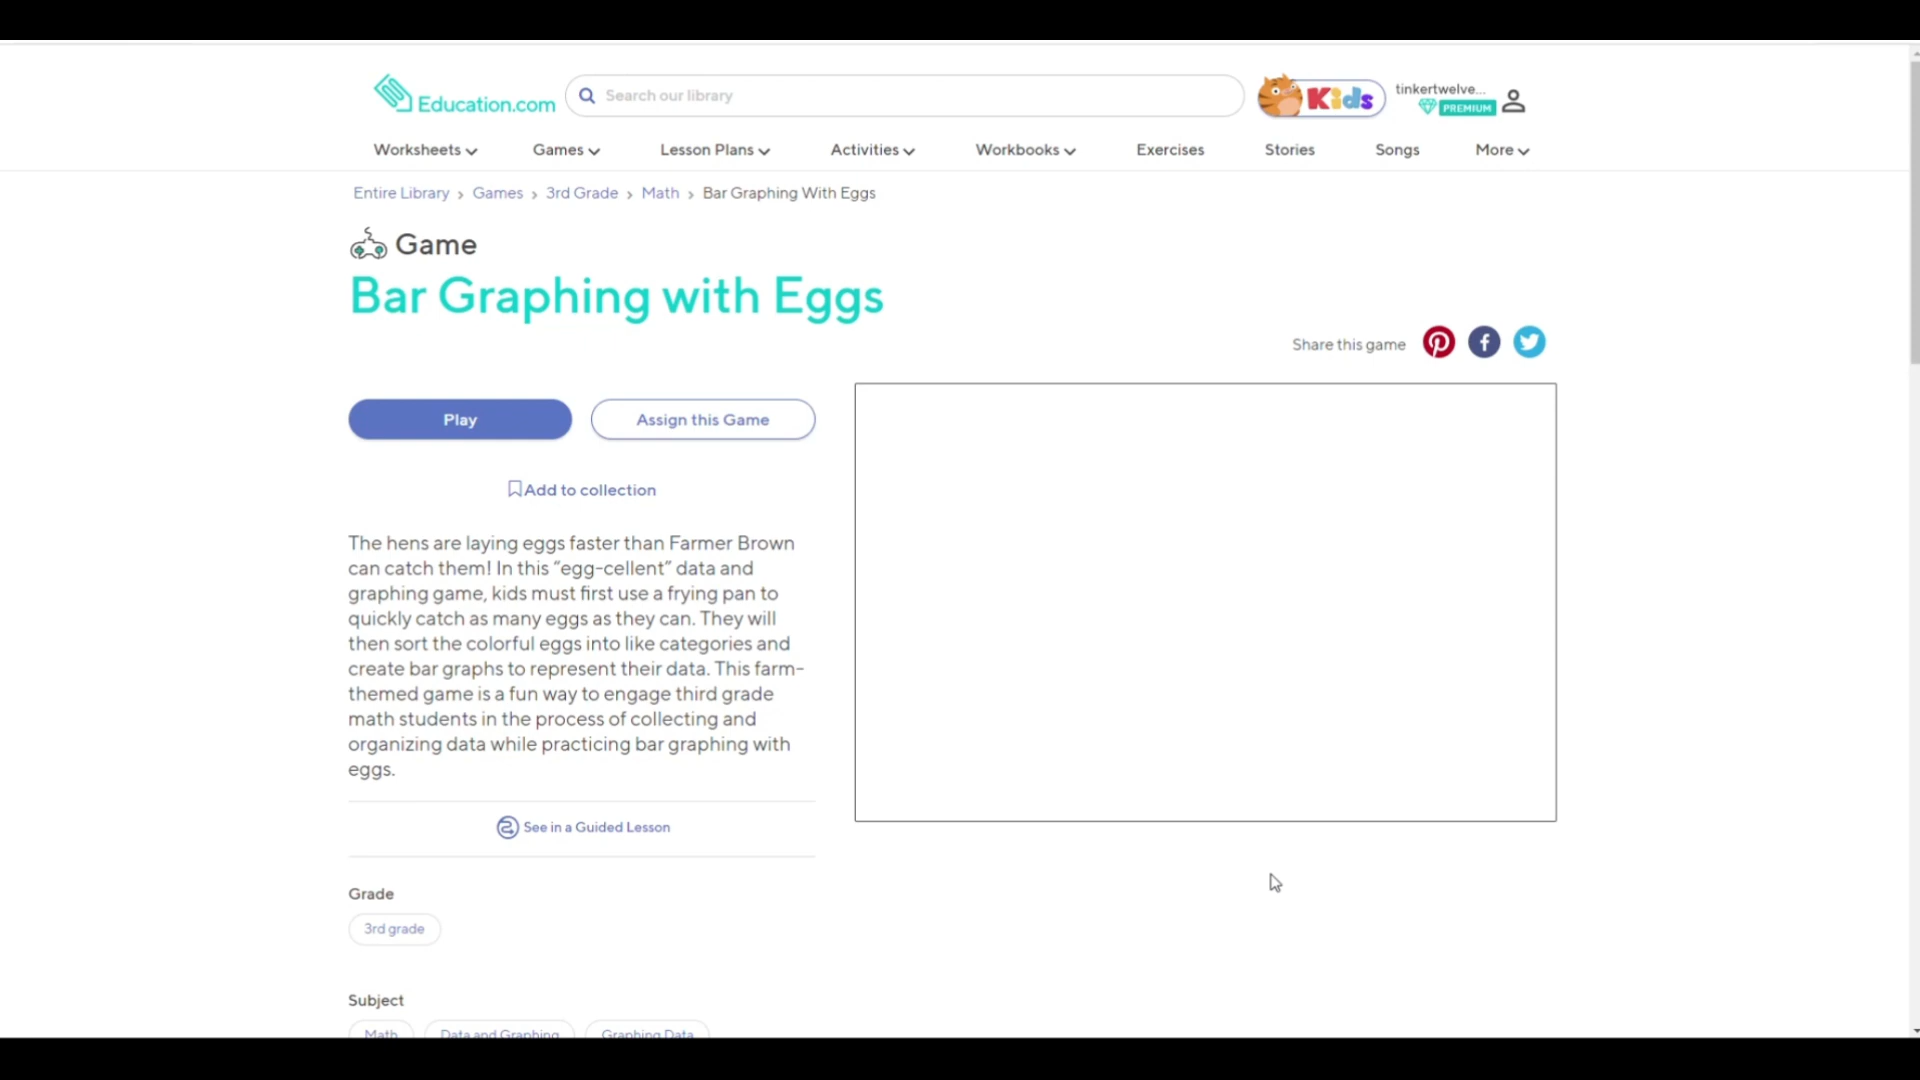 Education.com
Search our library
Kids
tinkertwelve...
PREMIUM
Worksheets
Games
Lesson Plans
Activities
Workbooks
Exercises
Stories
Songs
More
Entire Library > Games > 3rd Grade > Math > Bar Graphing With Eggs
Game
Bar Graphing with Eggs
Share this game
Play
Assign this Game
Add to collection
The hens are laying eggs faster than Farmer Brown
can catch them! In this “egg-cellent” data and
graphing game, kids must first use a frying pan to
quickly catch as many eggs as they can. They will
then sort the colorful eggs into like categories and
create bar graphs to represent their data. This farm-
themed game is a fun way to engage third grade
math students in the process of collecting and
organizing data while practicing bar graphing with
eggs.
See in a Guided Lesson
Grade
3rd grade
Subject
Math
Data and Graphing
Graphing Data